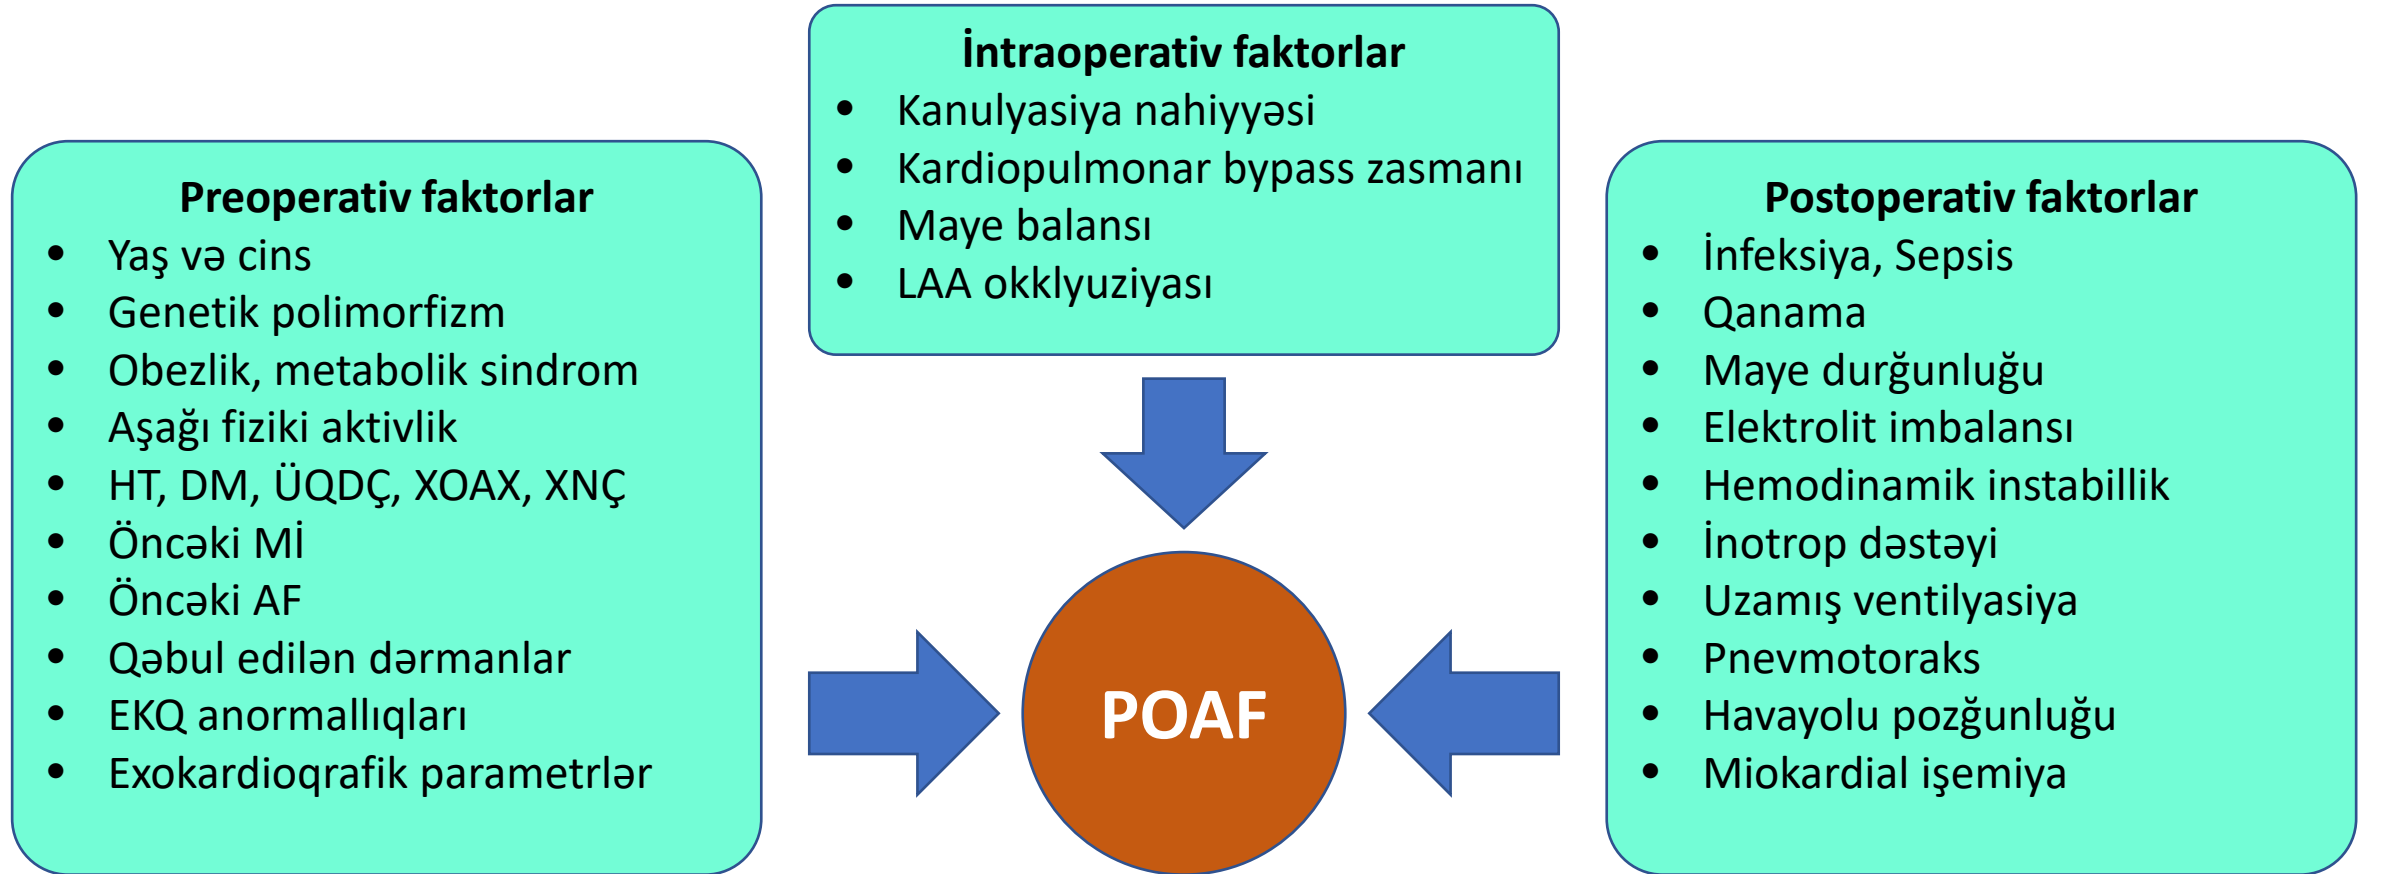 İntraoperativ faktorlar
• Kanulyasiya nahiyyəsi
• Kardiopulmonar bypass zasmanı
• Maye balansı
• LAA okklyuziyası
Preoperativ faktorlar
• Yaş və cins
• Genetik polimorfizm
• Obezlik, metabolik sindrom
• Aşağı fiziki aktivlik
• HT, DM, ÜQDÇ, XOAX, XNÇ
• Öncəki Mİ
• Öncəki AF
• Qəbul edilən dərmanlar
• EKQ anormallıqları
• Exokardioqrafik parametrlər
Postoperativ faktorlar
• İnfeksiya, Sepsis
• Qanama
• Maye durğunluğu
• Elektrolit imbalansı
• Hemodinamik instabillik
• İnotrop dəstəyi
• Uzamış ventilyasiya
• Pnevmotoraks
• Havayolu pozğunluğu
• Miokardial işemiya
POAF